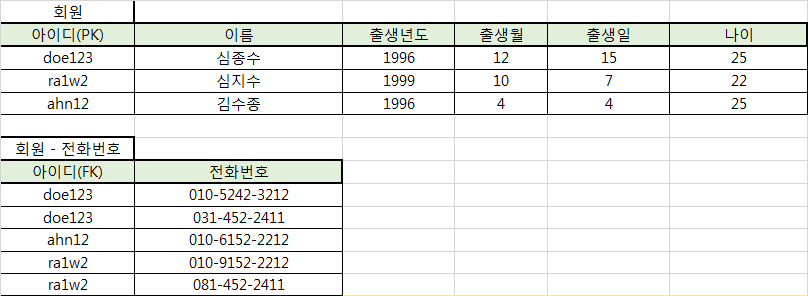 회원
아이디(PK) 이름 출생년도 출생월 출생일 나이
doe123 심종수 1996 12 15 25
ra1w2 심지수 1999 10 7 22
ahn12 김수종 1996 4 4 25
회원 - 전화번호
아이디(FK) 전화번호
doe123 010-5242-3212
doe123 031-452-2411
ahn12 010-6152-2212
ra1w2 010-9152-2212
ra1w2 081-452-2411